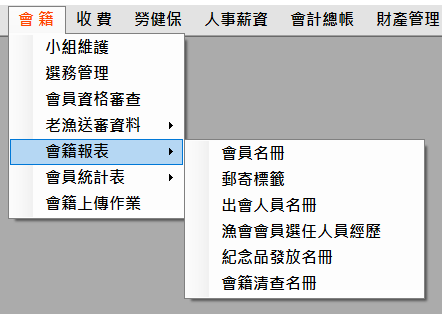 會 籍 收 費 勞健保 人事薪資 會計總帳 財產管理
小組維護
選務管理
會員資格審查
老漁送審資料
會籍報表
會員統計表
會籍上傳作業
會員名冊
郵寄標籤
出會人員名冊
漁會會員選任人員經歷
紀念品發放名冊
會籍清查名冊